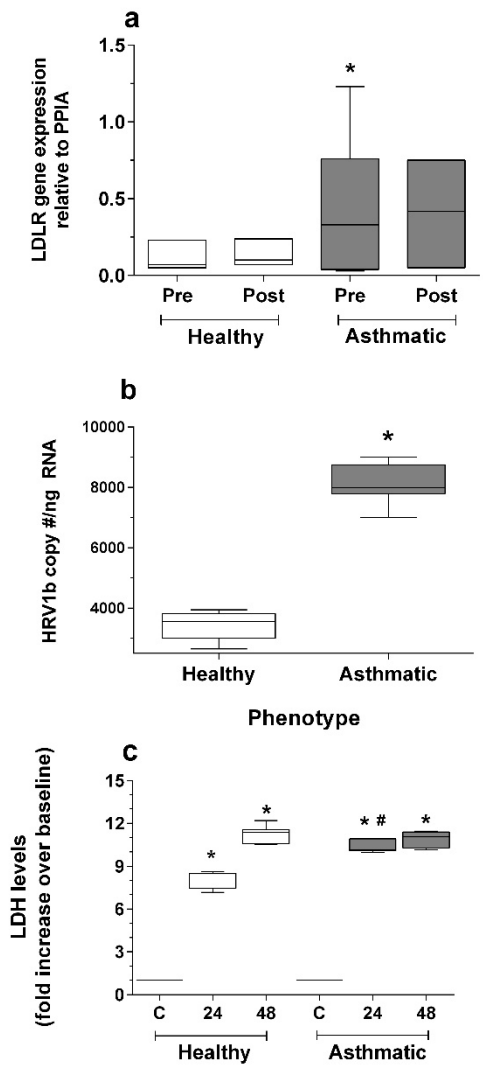 a
LDLR gene expression
relative to PPIA
1.5
1.0
0.5
0.0
*
Pre Post Pre Post
Healthy Asthmatic
b
HRV1b copy #/ng RNA
10000
8000
6000
4000
*
Healthy Asthmatic
Phenotype
c
LDH levels
(fold increase over baseline)
15
12
9
6
3
0
* * * # *
C 24 48 C 24 48
Healthy Asthmatic